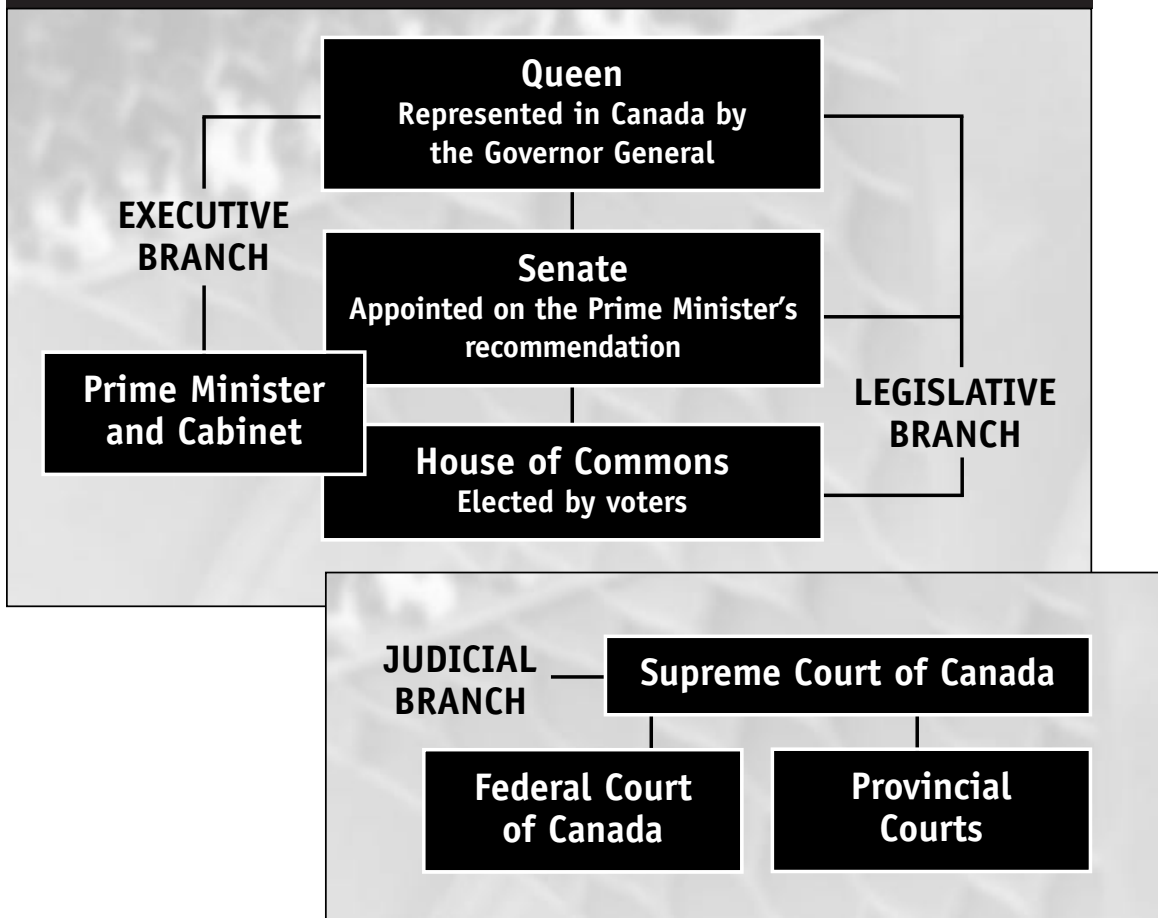 Queen
Represented in Canada by
the Governor General
EXECUTIVE
BRANCH
Senate
Appointed on the Prime Minister’s
recommendation
Prime Minister
and Cabinet
LEGISLATIVE
BRANCH
House of Commons
Elected by voters
JUDICIAL
BRANCH
Supreme Court of Canada
Federal Court
of Canada
Provincial
Courts